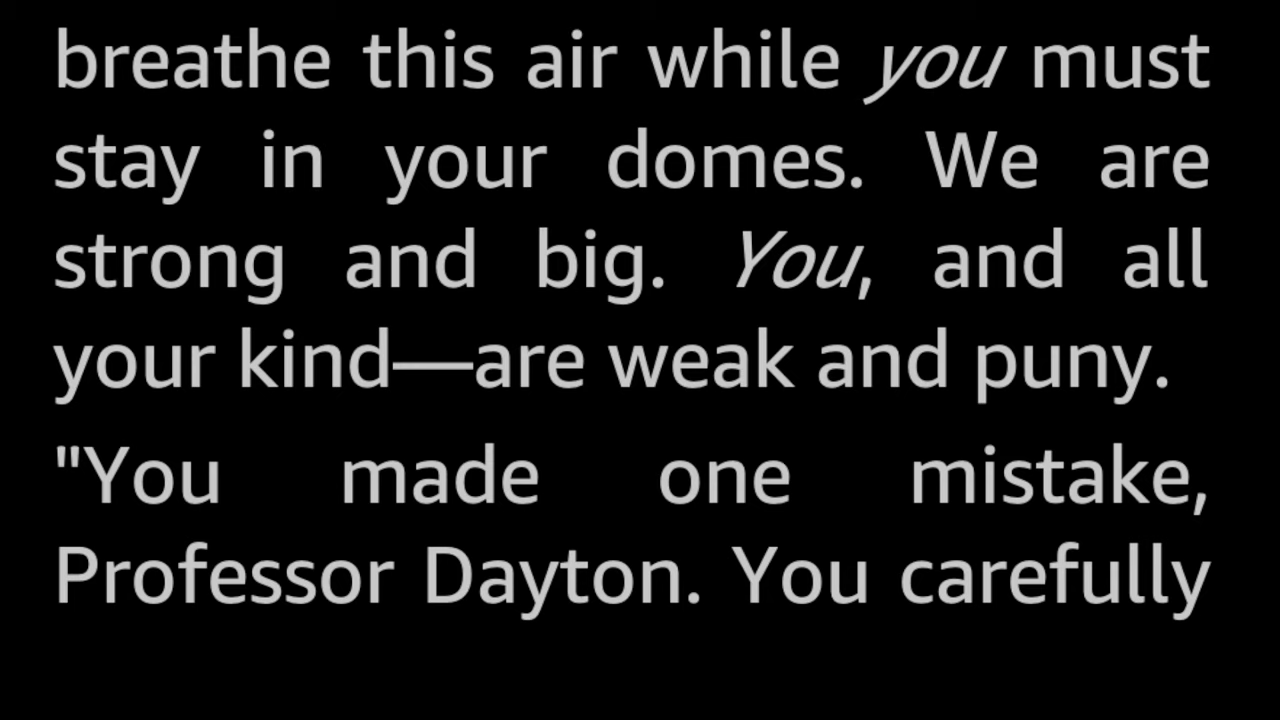 breathe this air while you must
stay in your domes. We are
strong and big. You, and all
your kind—are weak and puny.
"You made one mistake,
Professor Dayton. You carefully